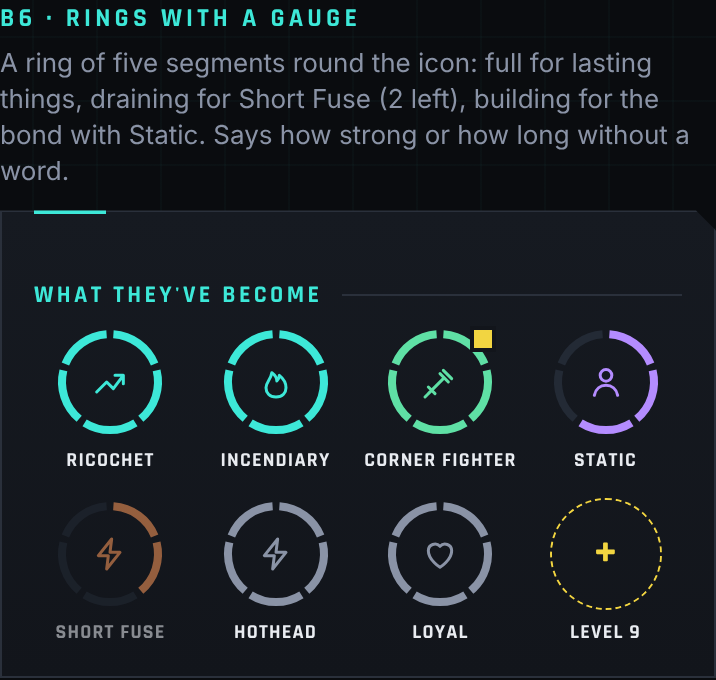 B6 · RINGS WITH A GAUGE
A ring of five segments round the icon: full for lasting
things, draining for Short Fuse (2 left), building for the
bond with Static. Says how strong or how long without a
word.
WHAT THEY'VE BECOME
RICOCHET
INCENDIARY
CORNER FIGHTER
STATIC
SHORT FUSE
HOTHEAD
LOYAL
LEVEL 9